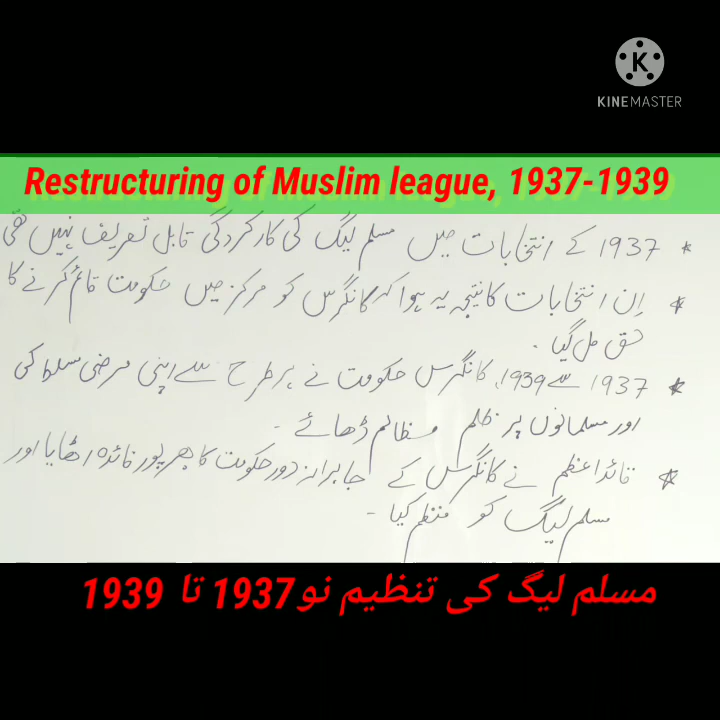 KINEMASTER
Restructuring of Muslim league, 1937-1939
* 1937 کے انتخابات میں مسلم لیگ کی کارکردگی قابل تعریف نہیں تھی
* اِن انتخابات کا نتیجہ یہ ہوا کہ کانگرس کو مرکز میں حکومت قائم کرنے کا
حق مل گیا ۔
* 1937 سے 1939، کانگرس حکومت نے ہر طرح سے اپنی مرضی مسلط کی
اور مسلمانوں پر ظلم و مظالم ڈھائے ۔
* قائداعظم نے کانگرس کے جابرانہ دور حکومت کا بھرپور فائدہ اٹھایا اور
مسلم لیگ کو منظم کیا ۔
مسلم لیگ کی تنظیم نو 1937 تا 1939